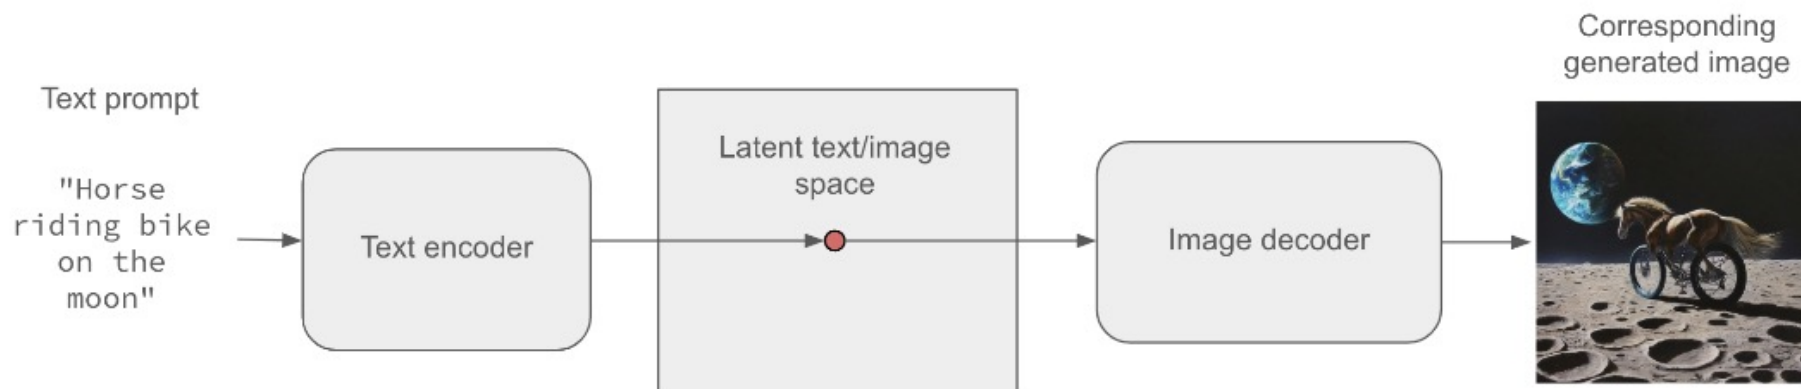 Text prompt
"Horse
riding bike
on the
moon"
Text encoder
Latent text/image
space
Image decoder
Corresponding
generated image